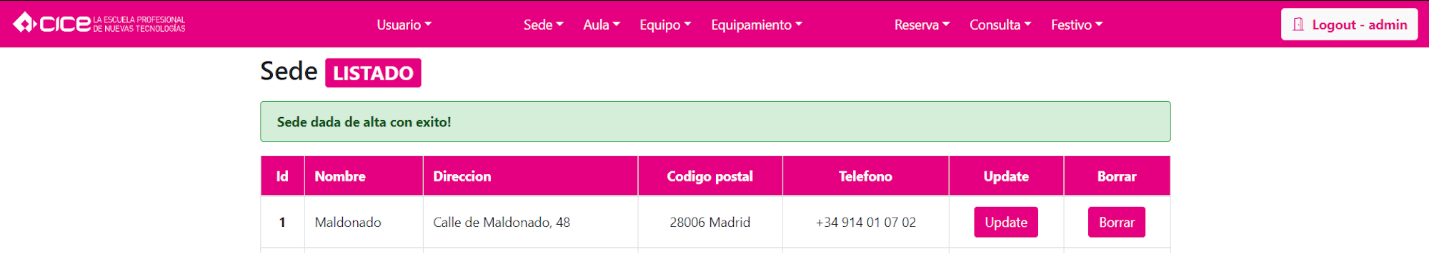 CICE LA ESCUELA PROFESIONAL
DE NUEVAS TECNOLOGÍAS
Usuario Sede Aula Equipo Equipamiento Reserva Consulta Festivo Logout - admin
Sede LISTADO
Sede dada de alta con exito!
Id Nombre Direccion Codigo postal Telefono Update Borrar
1 Maldonado Calle de Maldonado, 48 28006 Madrid +34 914 01 07 02 Update Borrar